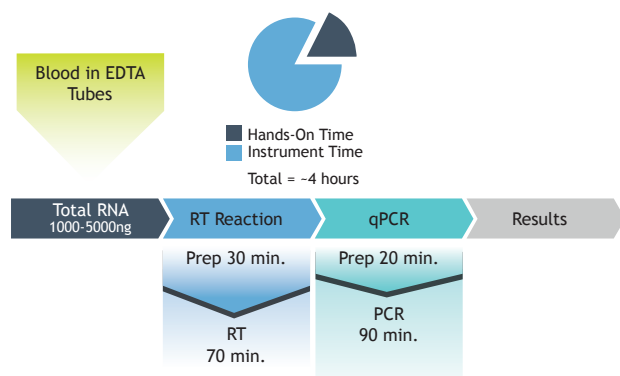 Blood in EDTA
Tubes
Hands-On Time
Instrument Time
Total = ~4 hours
Total RNA
1000-5000ng
RT Reaction
qPCR
Results
Prep 30 min.
Prep 20 min.
RT
70 min.
PCR
90 min.